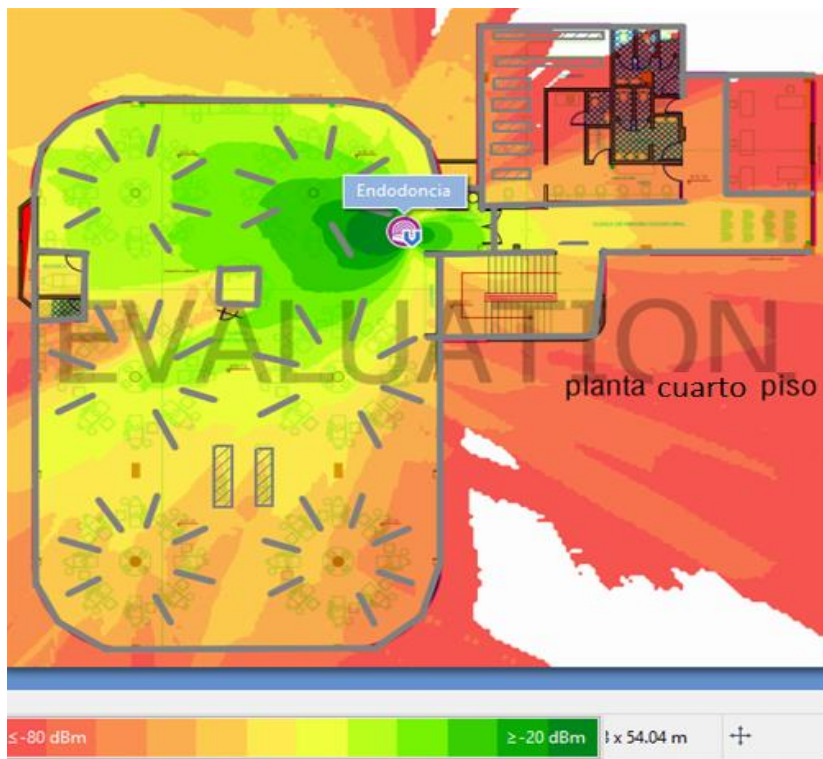 Endodoncia
EVALUATION
planta cuarto piso
≤-80 dBm
≥-20 dBm
x 54.04 m